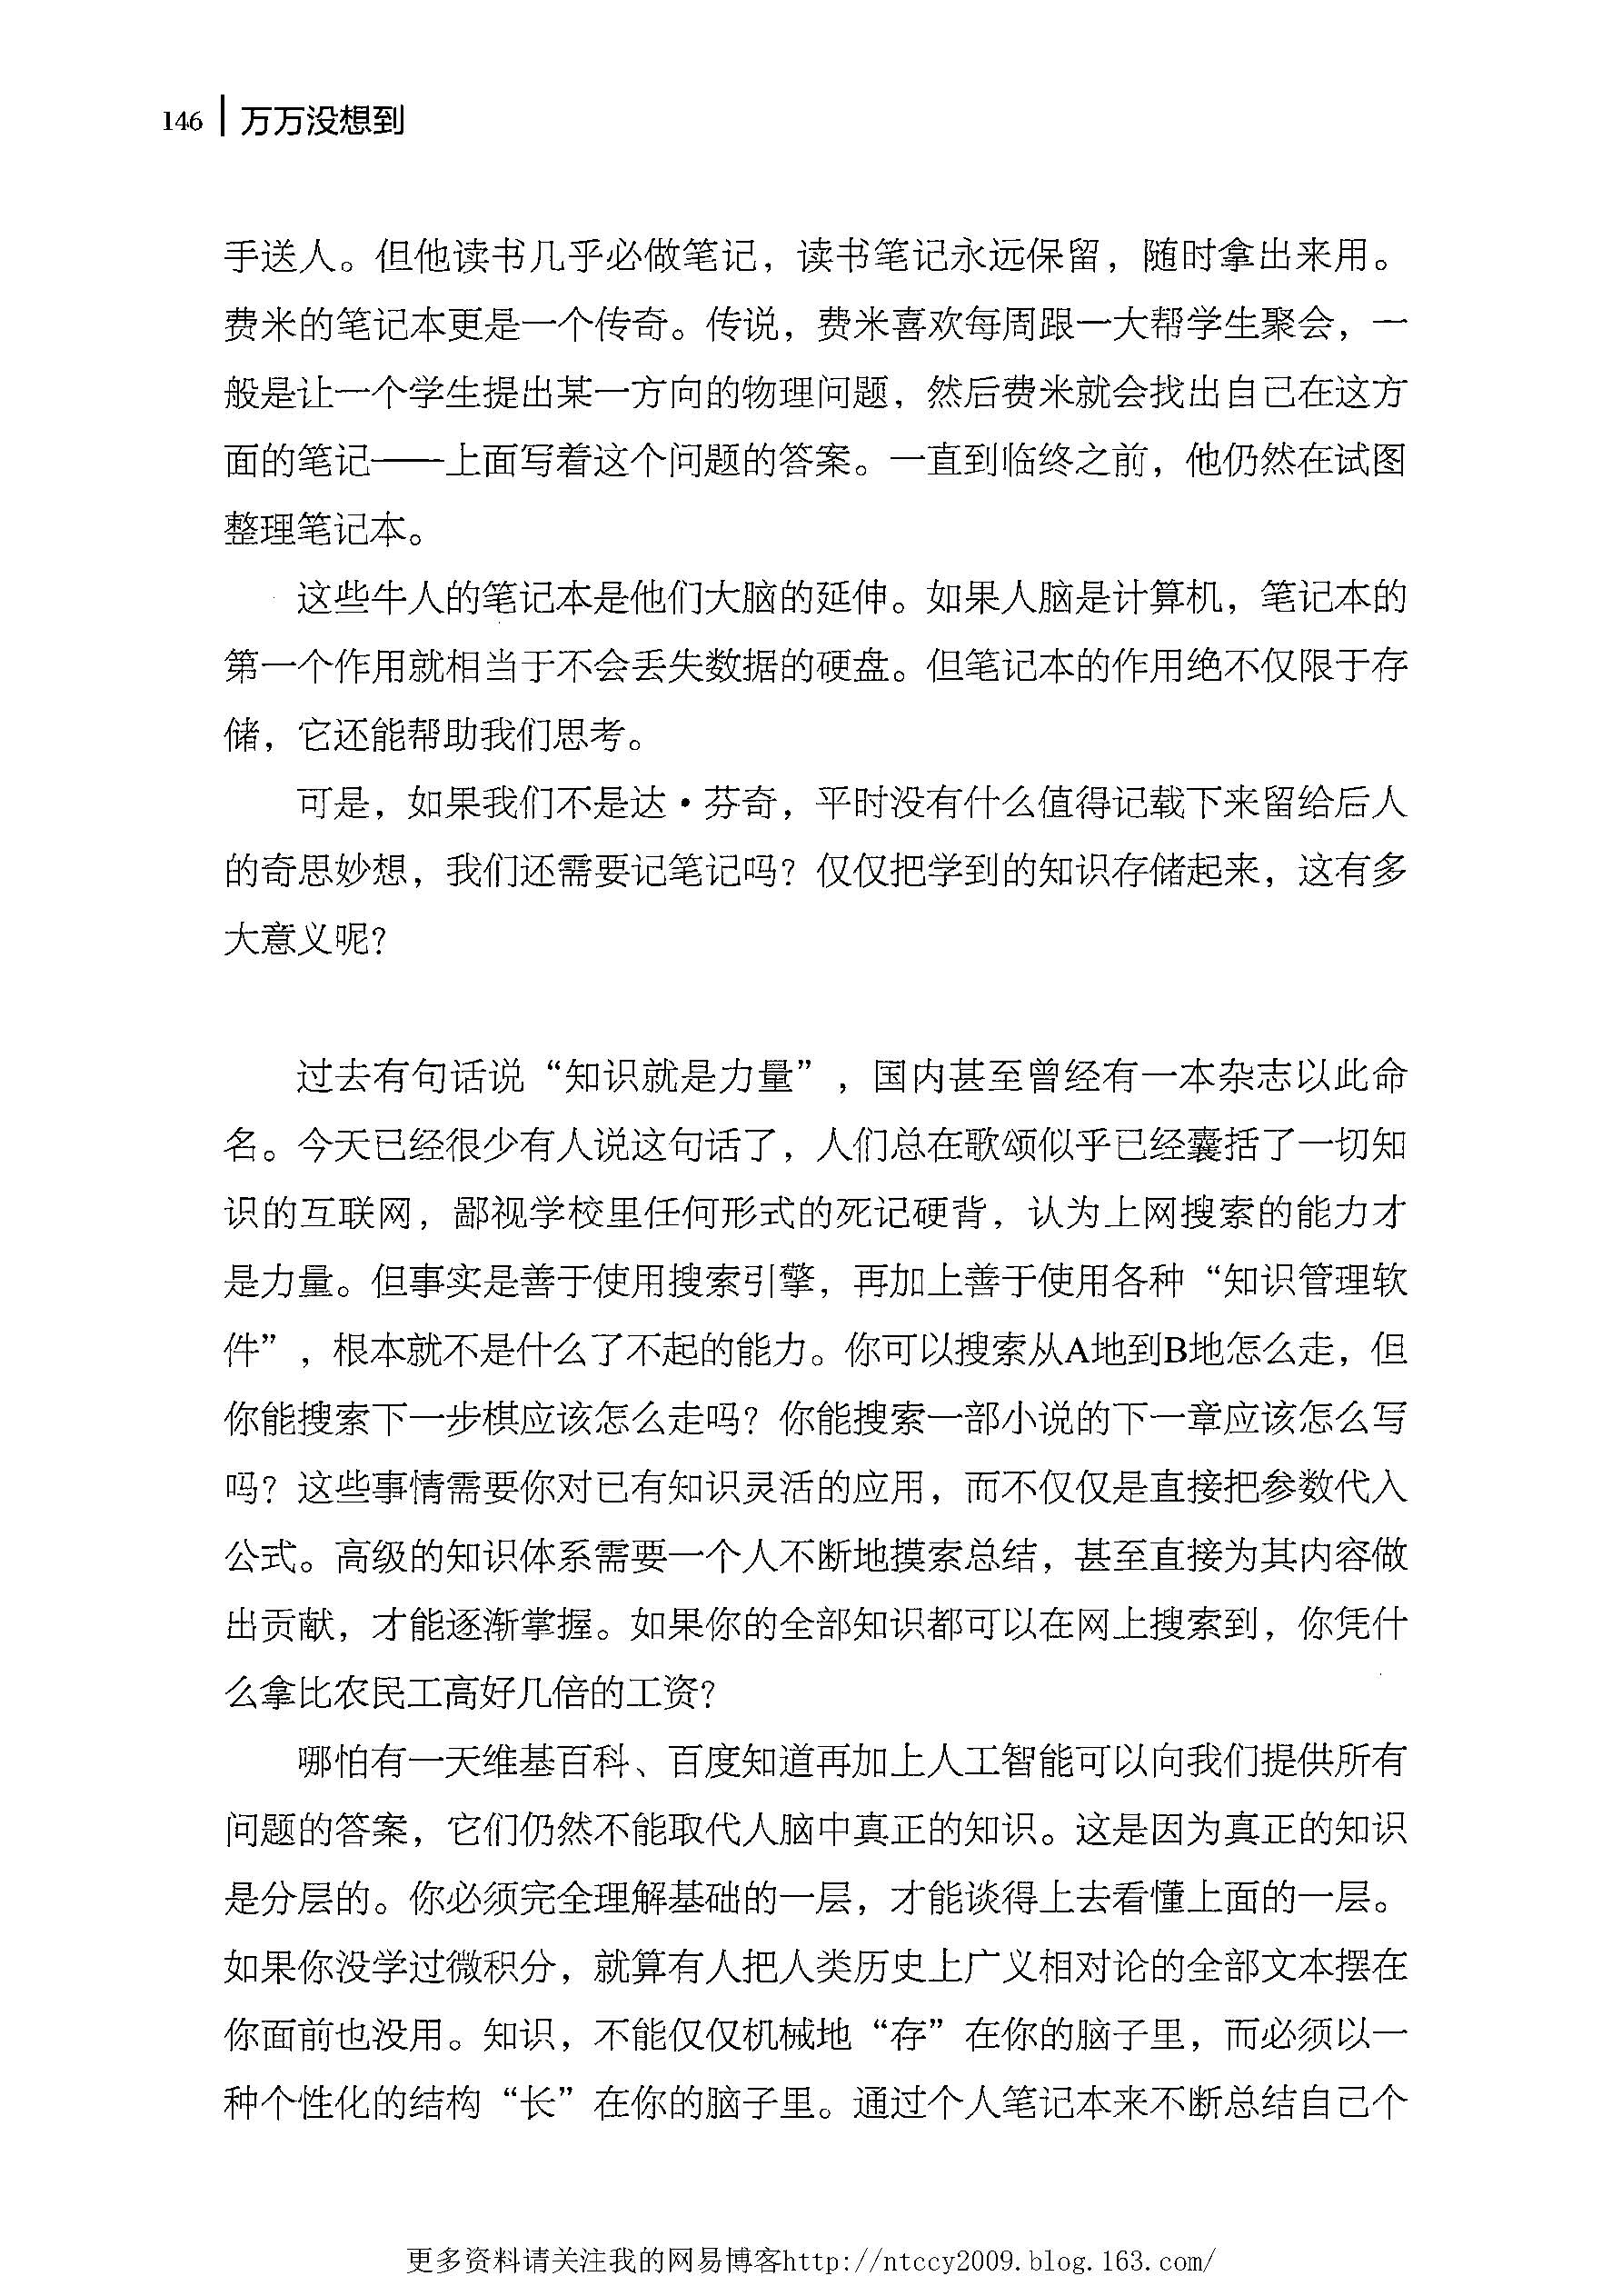 146 万万没想到
手送人。但他读书几乎必做笔记，读书笔记永远保留，随时拿出来用。
费米的笔记本更是一个传奇。传说，费米喜欢每周跟一大帮学生聚会，一
般是让一个学生提出某一方向的物理问题，然后费米就会找出自己在这方
面的笔记——上面写着这个问题的答案。一直到临终之前，他仍然在试图
整理笔记本。
这些牛人的笔记本是他们大脑的延伸。如果人脑是计算机，笔记本的
第一个作用就相当于不会丢失数据的硬盘。但笔记本的作用绝不仅限于存
储，它还能帮助我们思考。
可是，如果我们不是达·芬奇，平时没有什么值得记载下来留给后人
的奇思妙想，我们还需要记笔记吗？仅仅把学到的知识存储起来，这有多
大意义呢？
过去有句话说“知识就是力量”，国内甚至曾经有一本杂志以此命
名。今天已经很少有人说这句话了，人们总在歌颂似乎已经囊括了一切知
识的互联网，鄙视学校里任何形式的死记硬背，认为上网搜索的能力才
是力量。但事实是善于使用搜索引擎，再加上善于使用各种“知识管理软
件”，根本就不是什么了不起的能力。你可以搜索从A地到B地怎么走，但
你能搜索下一步棋应该怎么走吗？你能搜索一部小说的下一章应该怎么写
吗？这些事情需要你对已有知识灵活的应用，而不仅仅是直接把参数代入
公式。高级的知识体系需要一个人不断地摸索总结，甚至直接为其内容做
出贡献，才能逐渐掌握。如果你的全部知识都可以在网上搜索到，你凭什
么拿比农民工高好几倍的工资？
哪怕有一天维基百科、百度知道再加上人工智能可以向我们提供所有
问题的答案，它们仍然不能取代人脑中真正的知识。这是因为真正的知识
是分层的。你必须完全理解基础的一层，才能谈得上去看懂上面的一层。
如果你没学过微积分，就算有人把人类历史上广义相对论的全部文本摆在
你面前也没用。知识，不能仅仅机械地“存”在你的脑子里，而必须以一
种个性化的结构“长”在你的脑子里。通过个人笔记本来不断总结自己个
更多资料请关注我的网易博客http://ntccy2009.blog.163.com/